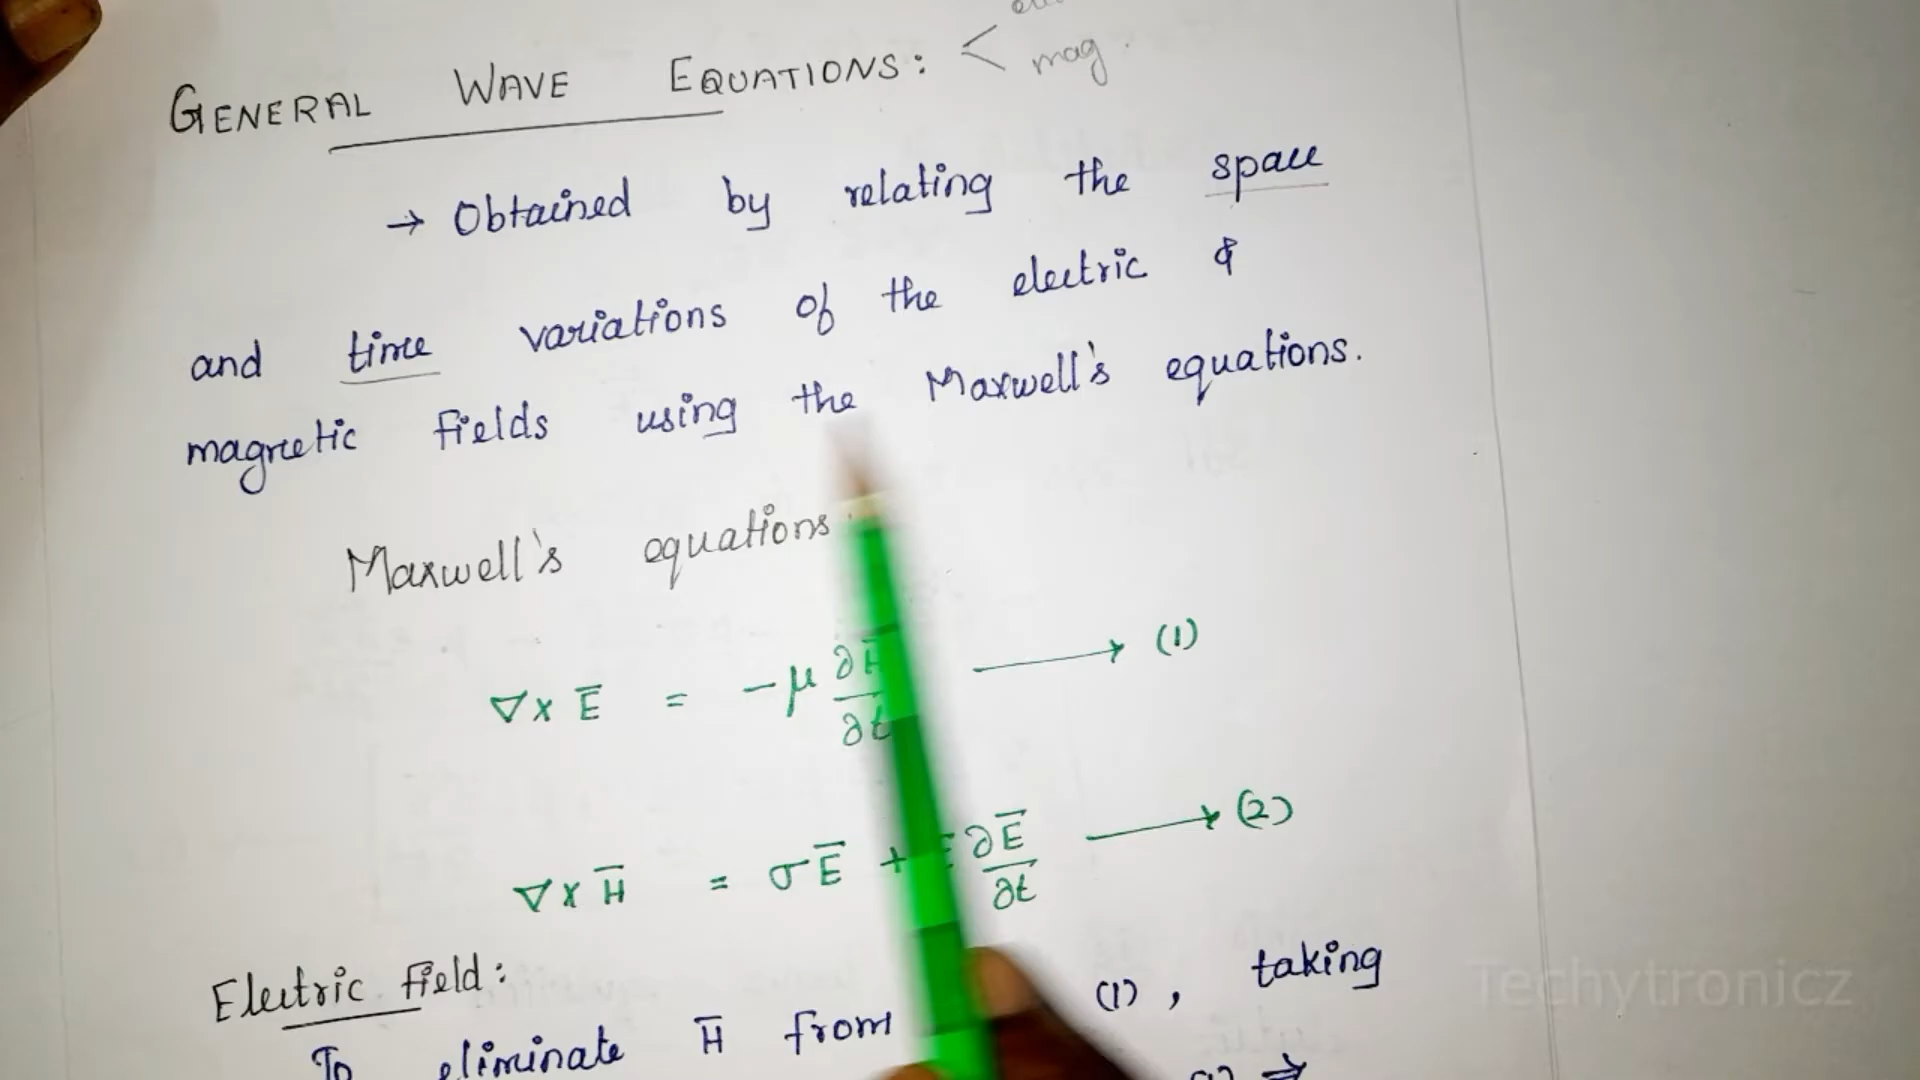 GENERAL WAVE EQUATIONS: < mag.
→ Obtained by relating the space
and time variations of the electric &
magnetic fields using the Maxwell's equations.
Maxwell's equations
∇ x E̅ = -μ ∂H̅/∂t → (1)
∇ x H̅ = σE̅ + ε ∂E̅/∂t → (2)
Electric field:
To eliminate H̅ from (1), taking
⇒
Techytronicz